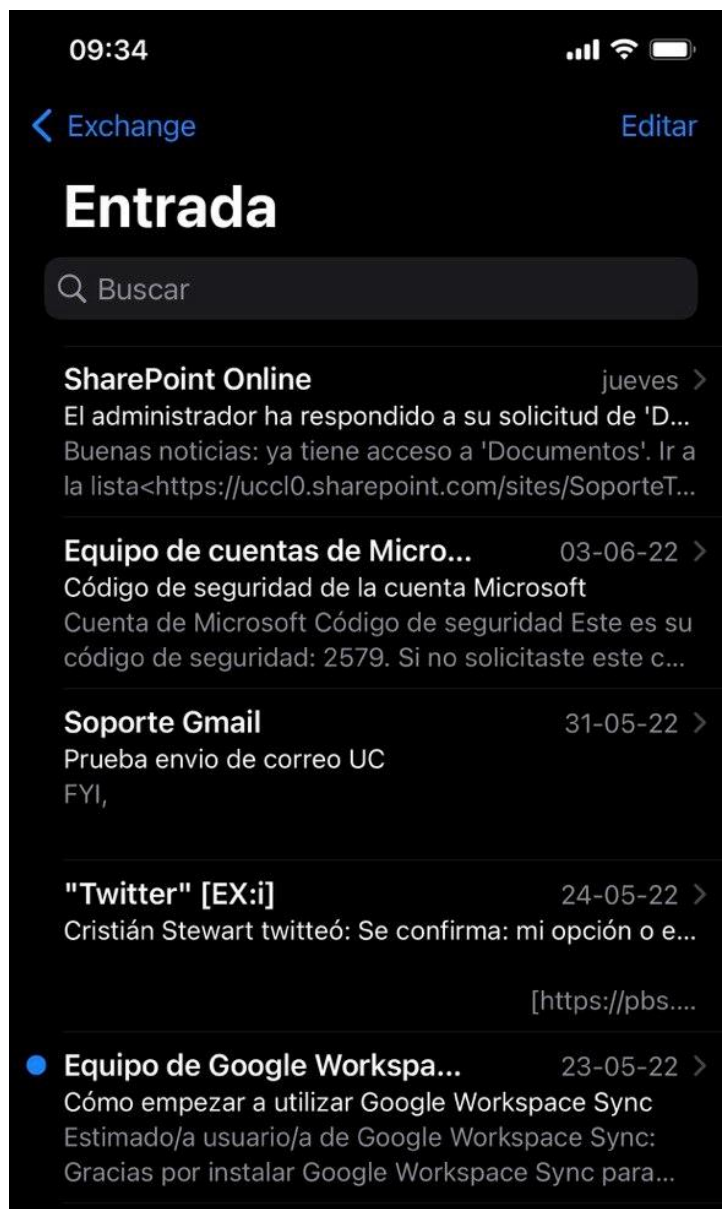 09:34
Exchange
Editar
Entrada
Buscar
SharePoint Online jueves
El administrador ha respondido a su solicitud de 'D...
Buenas noticias: ya tiene acceso a 'Documentos'. Ir a
la lista<https://uccl0.sharepoint.com/sites/SoporteT...
Equipo de cuentas de Micro... 03-06-22
Código de seguridad de la cuenta Microsoft
Cuenta de Microsoft Código de seguridad Este es su
código de seguridad: 2579. Si no solicitaste este c...
Soporte Gmail 31-05-22
Prueba envio de correo UC
FYI,
"Twitter" [EX:i] 24-05-22
Cristián Stewart twitteó: Se confirma: mi opción o e...
[https://pbs....
Equipo de Google Workspa... 23-05-22
Cómo empezar a utilizar Google Workspace Sync
Estimado/a usuario/a de Google Workspace Sync:
Gracias por instalar Google Workspace Sync para...